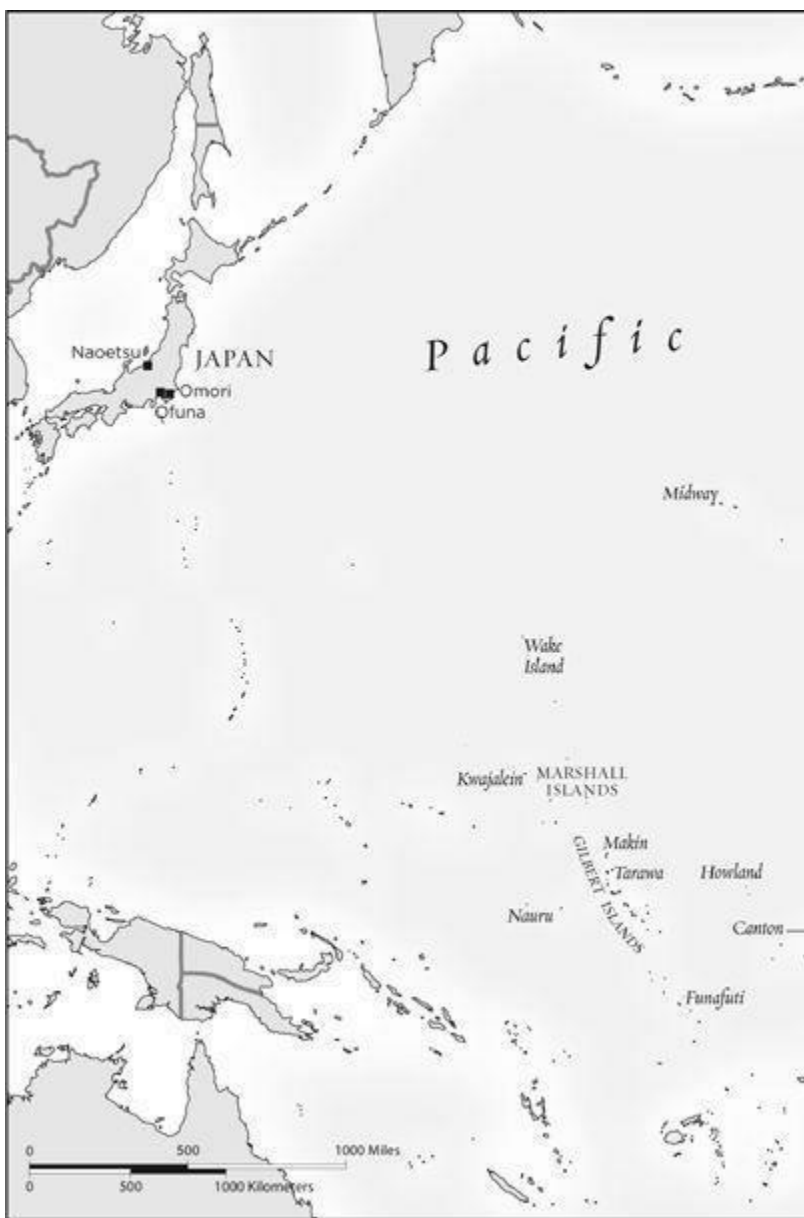 Pacific
Naoetsu
JAPAN
Omori
Ofuna
Midway
Wake
Island
Kwajalein
MARSHALL
ISLANDS
Makin
GILBERT ISLANDS
Tarawa
Howland
Nauru
Canton
Funafuti
0 500 1000 Miles
0 500 1000 Kilometers